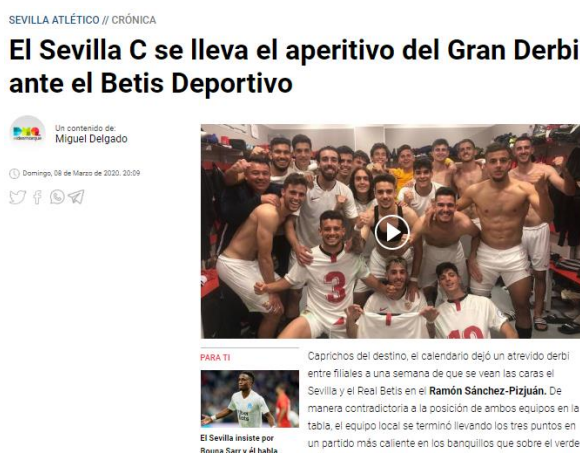 SEVILLA ATLÉTICO // CRÓNICA
El Sevilla C se lleva el aperitivo del Gran Derbi
ante el Betis Deportivo
Un contenido de:
Miguel Delgado
Domingo, 08 de Marzo de 2020. 20:09
3
10
PARA TI
El Sevilla insiste por
Bouna Sarr y él habla
Caprichos del destino, el calendario dejó un atrevido derbi
entre filiales a una semana de que se vean las caras el
Sevilla y el Real Betis en el Ramón Sánchez-Pizjuán. De
manera contradictoria a la posición de ambos equipos en la
tabla, el equipo local se terminó llevando los tres puntos en
un partido más caliente en los banquillos que sobre el verde